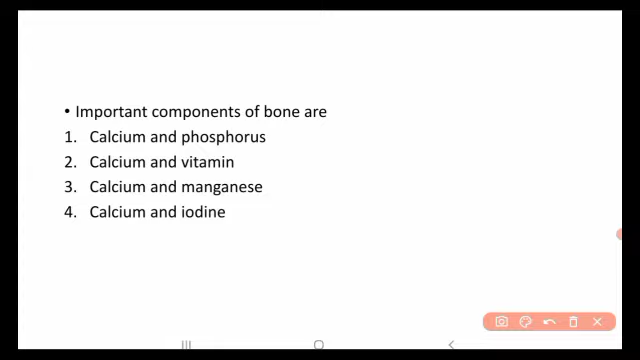 • Important components of bone are
1. Calcium and phosphorus
2. Calcium and vitamin
3. Calcium and manganese
4. Calcium and iodine